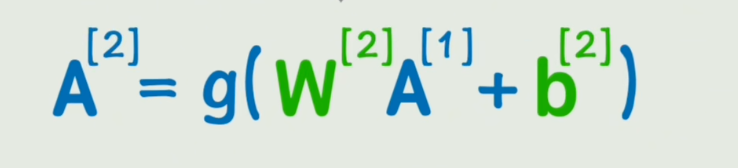 A^[2] = g(W^[2] A^[1] + b^[2])